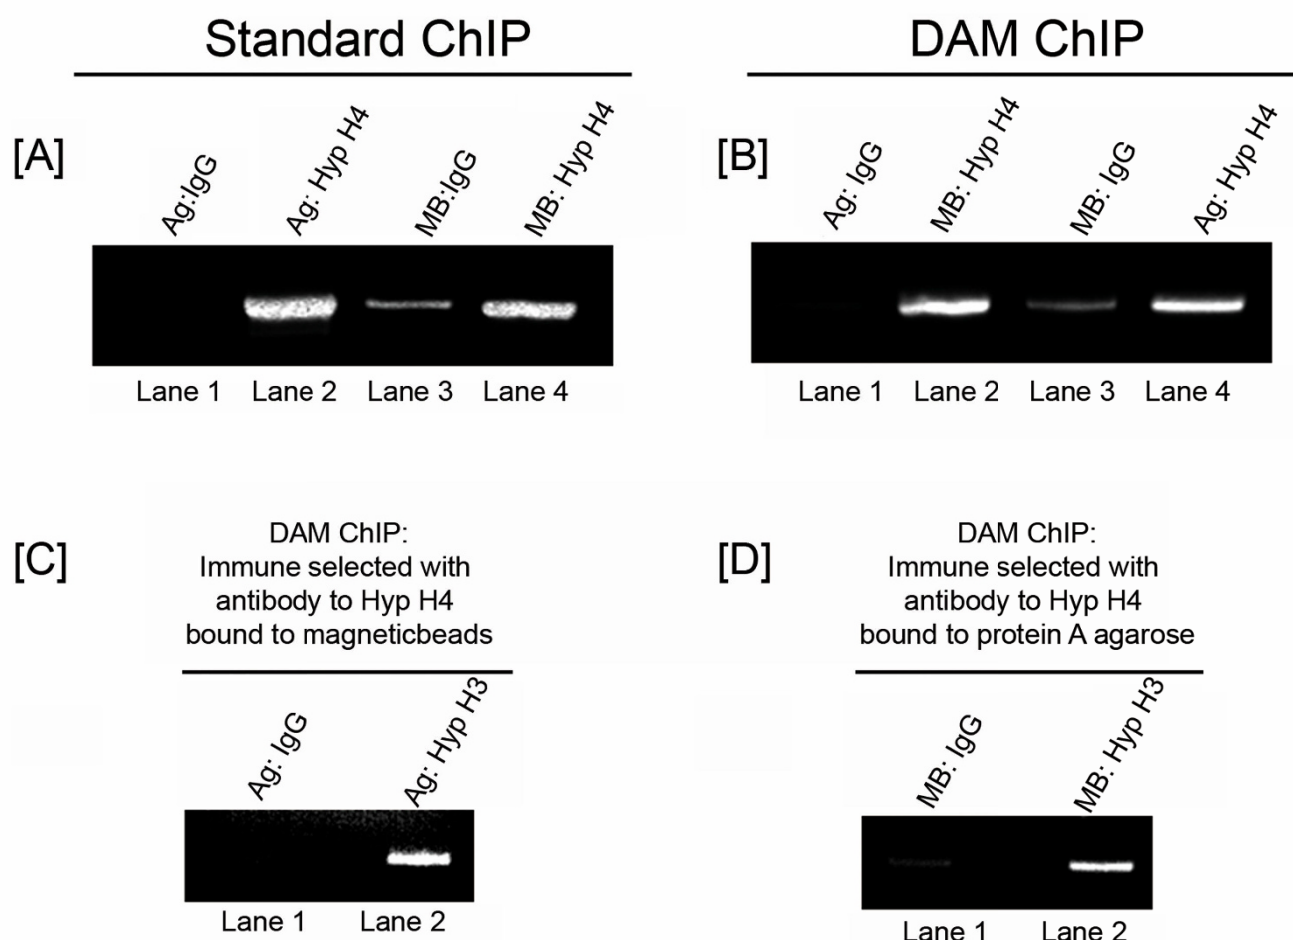 Standard ChIP
DAM ChIP
[A]
Ag:IgG
Ag: Hyp H4
MB:IgG
MB: Hyp H4
Lane 1
Lane 2
Lane 3
Lane 4
[B]
Ag: IgG
MB: Hyp H4
MB: IgG
Ag: Hyp H4
Lane 1
Lane 2
Lane 3
Lane 4
[C]
DAM ChIP:
Immune selected with
antibody to Hyp H4
bound to magneticbeads
Ag: IgG
Ag: Hyp H3
Lane 1
Lane 2
[D]
DAM ChIP:
Immune selected with
antibody to Hyp H4
bound to protein A agarose
MB: IgG
MB: Hyp H3
Lane 1
Lane 2